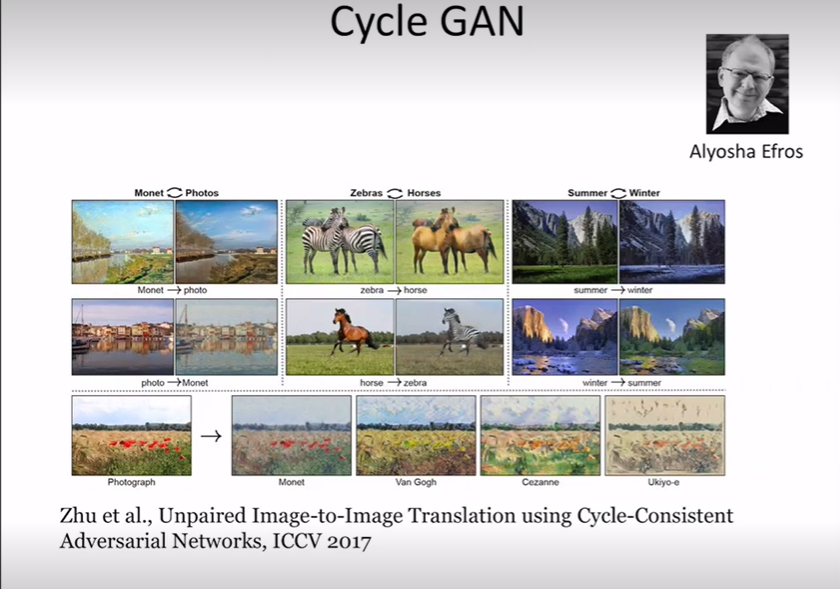 Cycle GAN
Alyosha Efros
Monet Photos
Zebras Horses
Summer Winter
Monet → photo
zebra → horse
summer → winter
photo → Monet
horse → zebra
winter → summer
→
Photograph
Monet
Van Gogh
Cezanne
Ukiyo-e
Zhu et al., Unpaired Image-to-Image Translation using Cycle-Consistent
Adversarial Networks, ICCV 2017